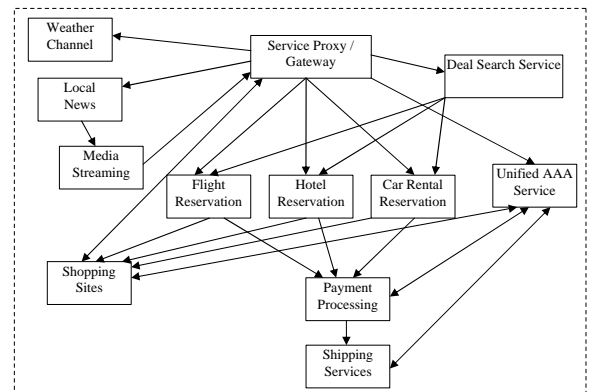 Weather
Channel
Service Proxy /
Gateway
Deal Search Service
Local
News
Media
Streaming
Flight
Reservation
Hotel
Reservation
Car Rental
Reservation
Unified AAA
Service
Shopping
Sites
Payment
Processing
Shipping
Services